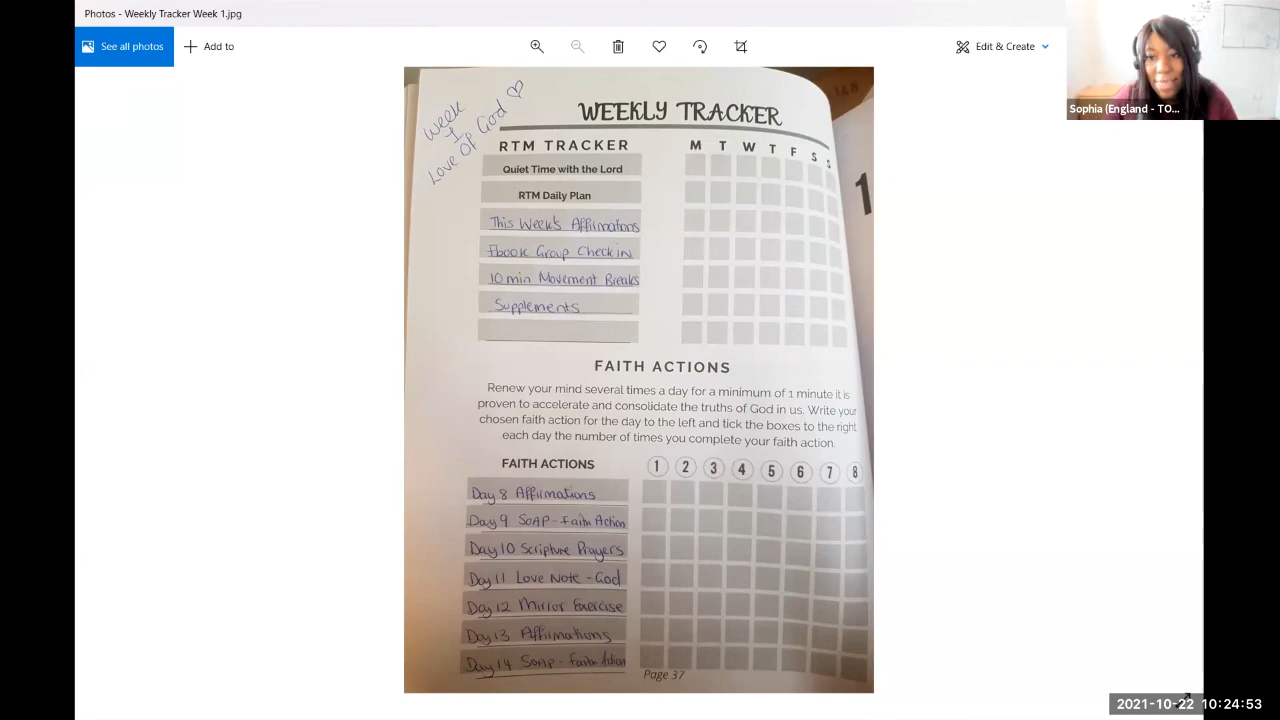 Photos - Weekly Tracker Week 1.jpg
See all photos
Add to
Edit & Create
Sophia (England - TO...
Week
1
Love Of God
WEEKLY TRACKER
RTM TRACKER
M T W T F S S
Quiet Time with the Lord
RTM Daily Plan
This Week's Affirmations
Fbook Group Check in
10 min Movement Breaks
Supplements
FAITH ACTIONS
Renew your mind several times a day for a minimum of 1 minute it is
proven to accelerate and consolidate the truths of God in us. Write your
chosen faith action for the day to the left and tick the boxes to the right
each day the number of times you complete your faith action.
FAITH ACTIONS
1 2 3 4 5 6 7 8
Day 8 Affirmations
Day 9 SOAP - Faith Action
Day 10 Scripture Prayers
Day 11 Love Note - God
Day 12 Mirror Exercise
Day 13 Affirmations
Day 14 SOAP - Faith Action
Page 37
1
2021-10-22 10:24:53